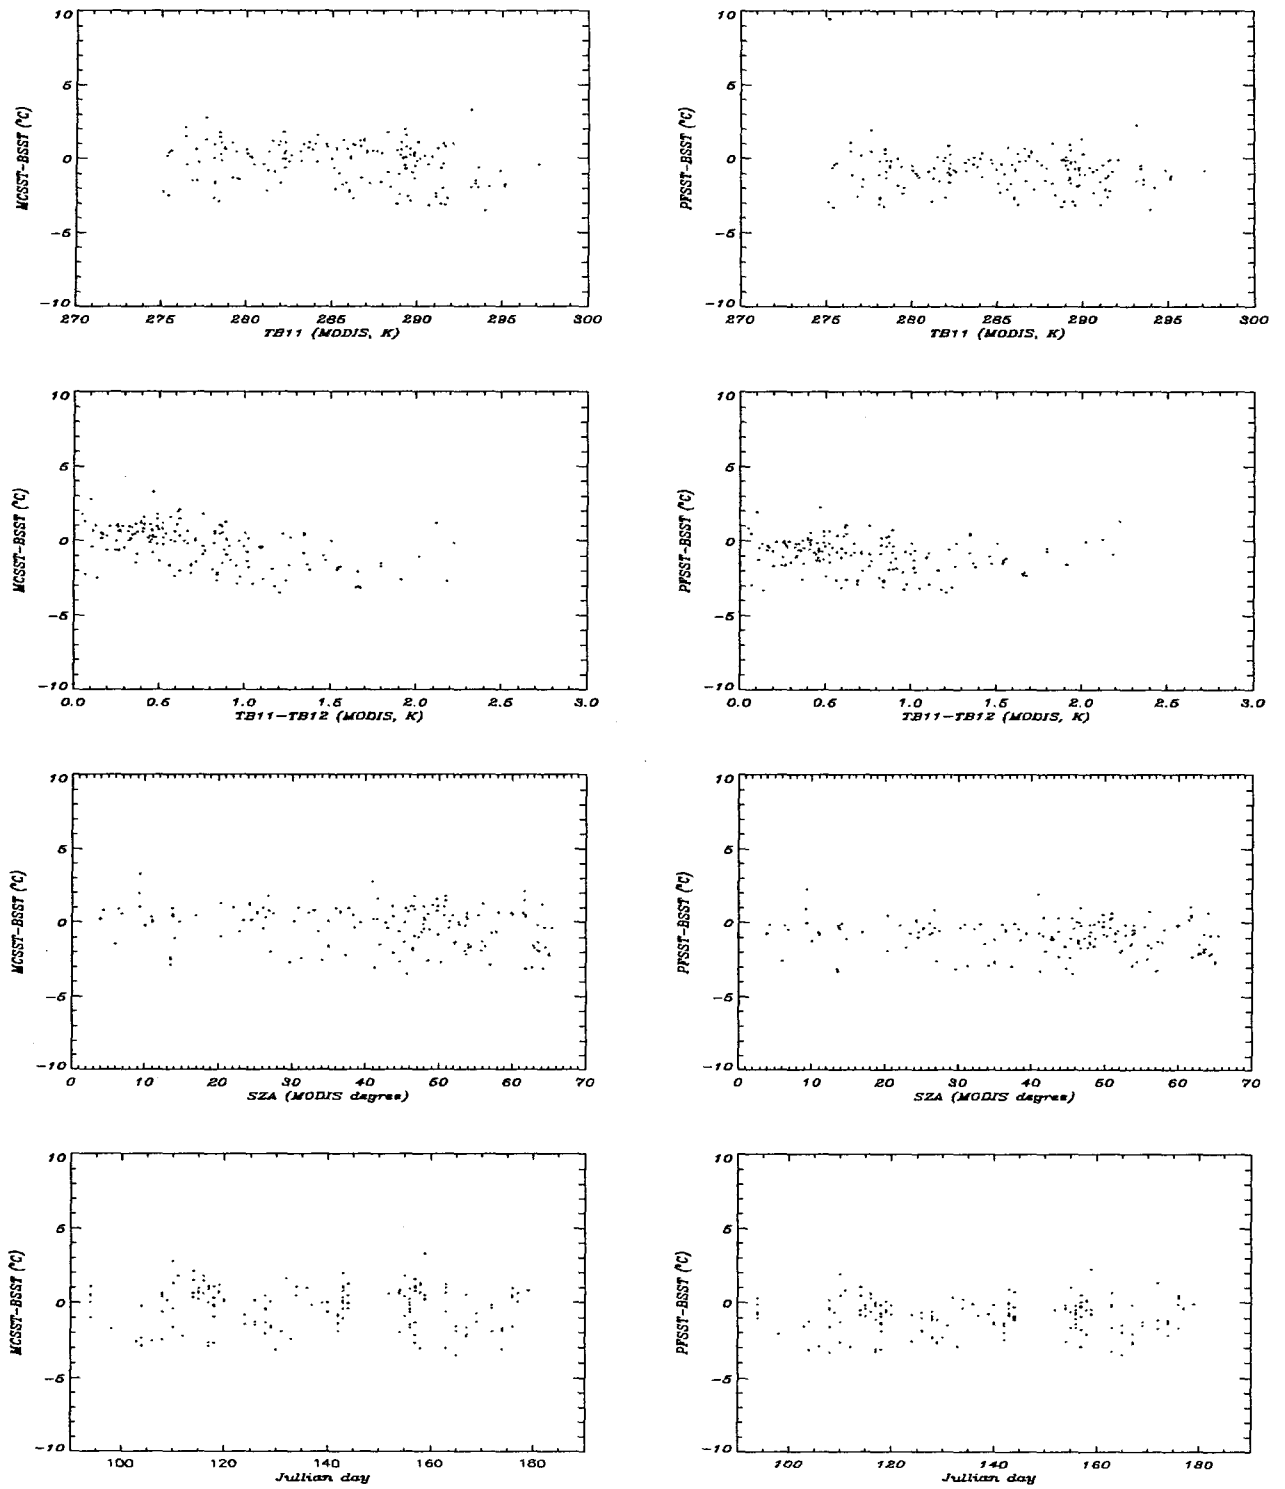 10
5
0
-5
-10
MCSST-BSST (°C)
270 275 280 285 290 295 300
TB11 (MODIS, K)
10
5
0
-5
-10
PFSST-BSST (°C)
270 275 280 285 290 295 300
TB11 (MODIS, K)
10
5
0
-5
-10
MCSST-BSST (°C)
0.0 0.5 1.0 1.5 2.0 2.5 3.0
TB11-TB12 (MODIS, K)
10
5
0
-5
-10
PFSST-BSST (°C)
0.0 0.5 1.0 1.5 2.0 2.5 3.0
TB11-TB12 (MODIS, K)
10
5
0
-5
-10
MCSST-BSST (°C)
0 10 20 30 40 50 60 70
SZA (MODIS degree)
10
5
0
-5
-10
PFSST-BSST (°C)
0 10 20 30 40 50 60 70
SZA (MODIS degree)
10
5
0
-5
-10
MCSST-BSST (°C)
100 120 140 160 180
Jullian day
10
5
0
-5
-10
PFSST-BSST (°C)
100 120 140 160 180
Jullian day